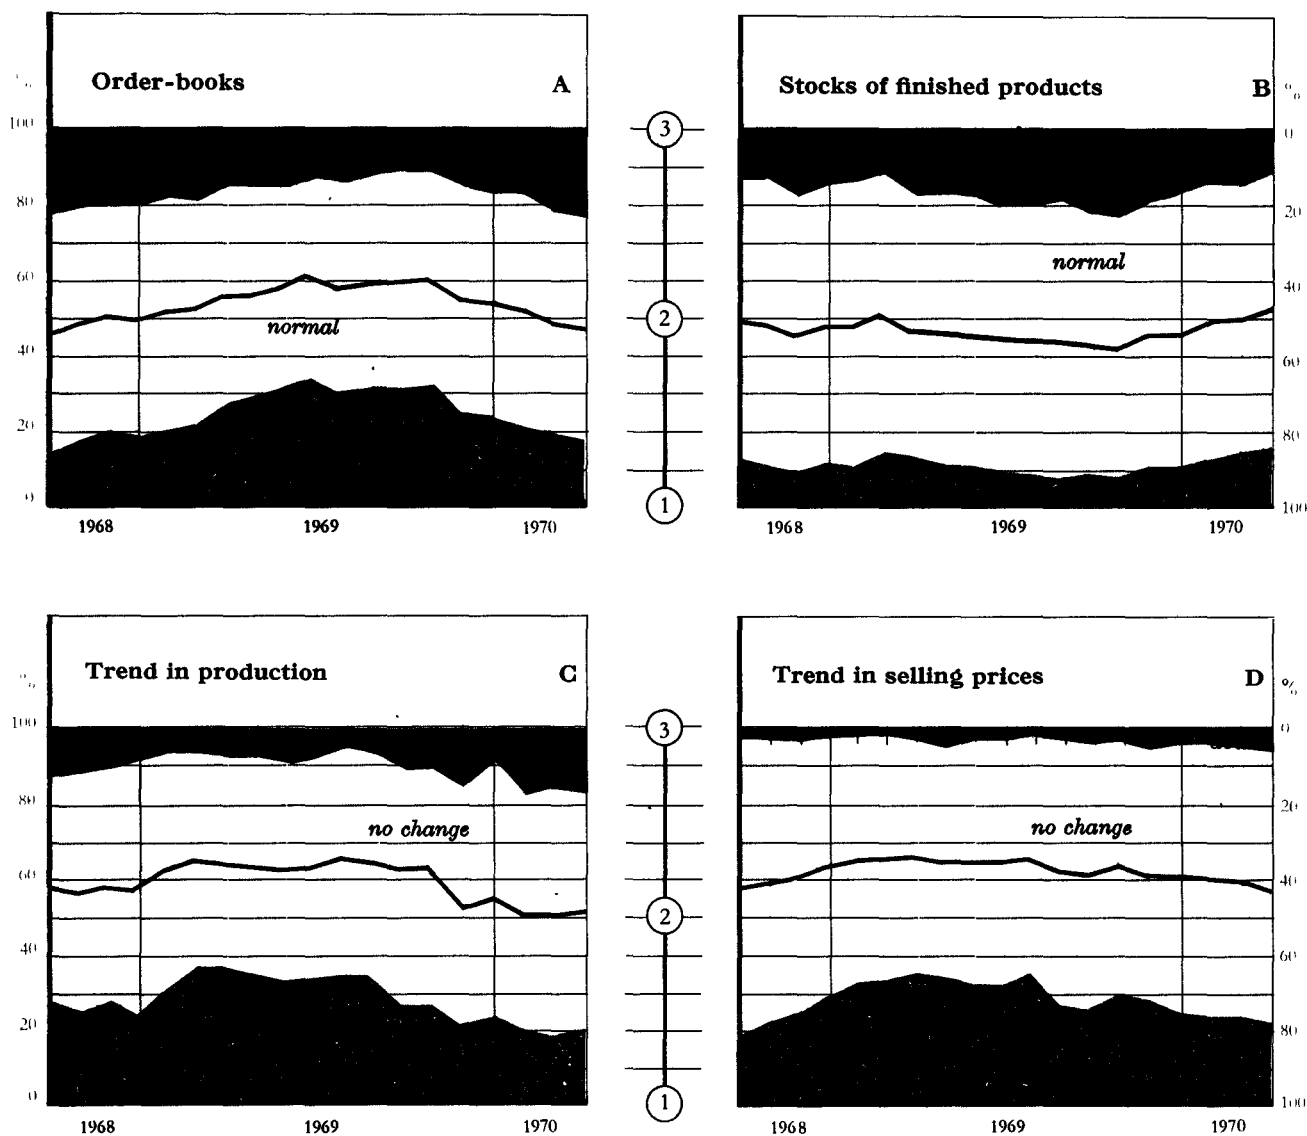 Order-books A
Stocks of finished products B
%
100
80
60
40
20
0
normal
3
2
1
normal
%
0
20
40
60
80
100
1968 1969 1970
1968 1969 1970
Trend in production C
Trend in selling prices D
%
100
80
60
40
20
0
no change
3
2
1
no change
%
0
20
40
60
80
100
1968 1969 1970
1968 1969 1970